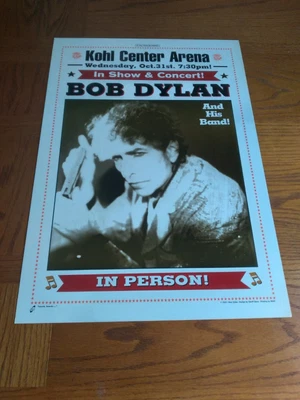 Kohl Center Arena
Wednesday, Oct.31st. 7:30pm!
In Show & Concert!
BOB DYLAN
And
His
Band!
IN PERSON!